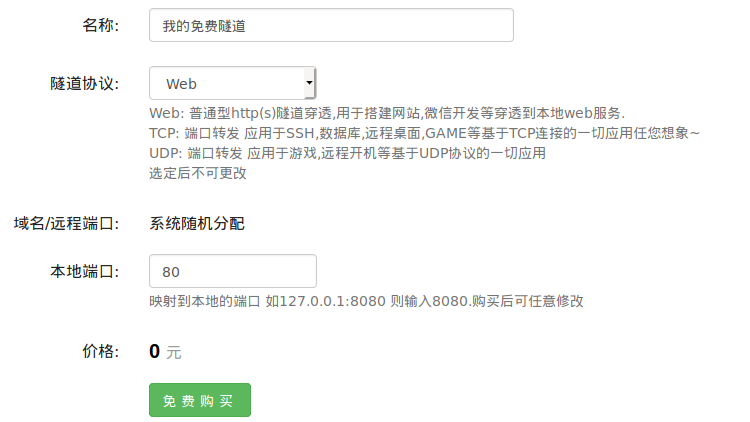 名称: 我的免费隧道
隧道协议: Web
Web: 普通型http(s)隧道穿透,用于搭建网站,微信开发等穿透到本地web服务.
TCP: 端口转发 应用于SSH,数据库,远程桌面,GAME等基于TCP连接的一切应用任您想象~
UDP: 端口转发 应用于游戏,远程开机等基于UDP协议的一切应用
选定后不可更改
域名/远程端口: 系统随机分配
本地端口: 80
映射到本地的端口 如127.0.0.1:8080 则输入8080.购买后可任意修改
价格: 0 元
免费购买